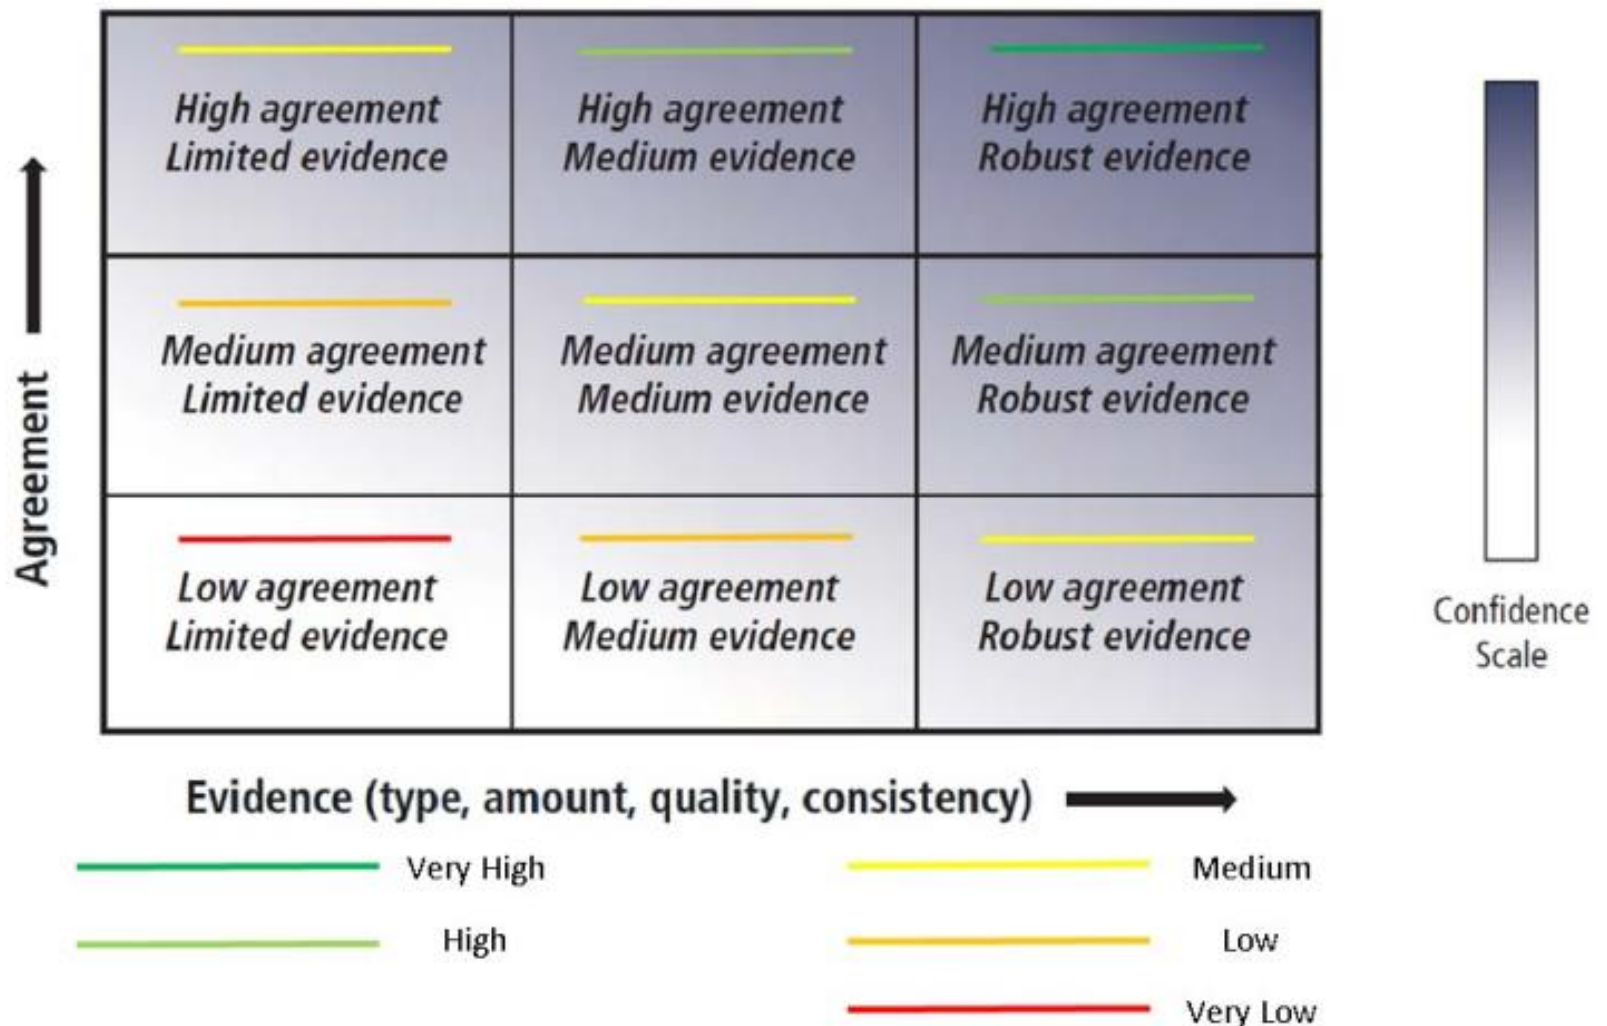 High agreement
Limited evidence
High agreement
Medium evidence
High agreement
Robust evidence
Medium agreement
Limited evidence
Medium agreement
Medium evidence
Medium agreement
Robust evidence
Low agreement
Limited evidence
Low agreement
Medium evidence
Low agreement
Robust evidence
Agreement
Confidence
Scale
Evidence (type, amount, quality, consistency)
Very High
Medium
High
Low
Very Low